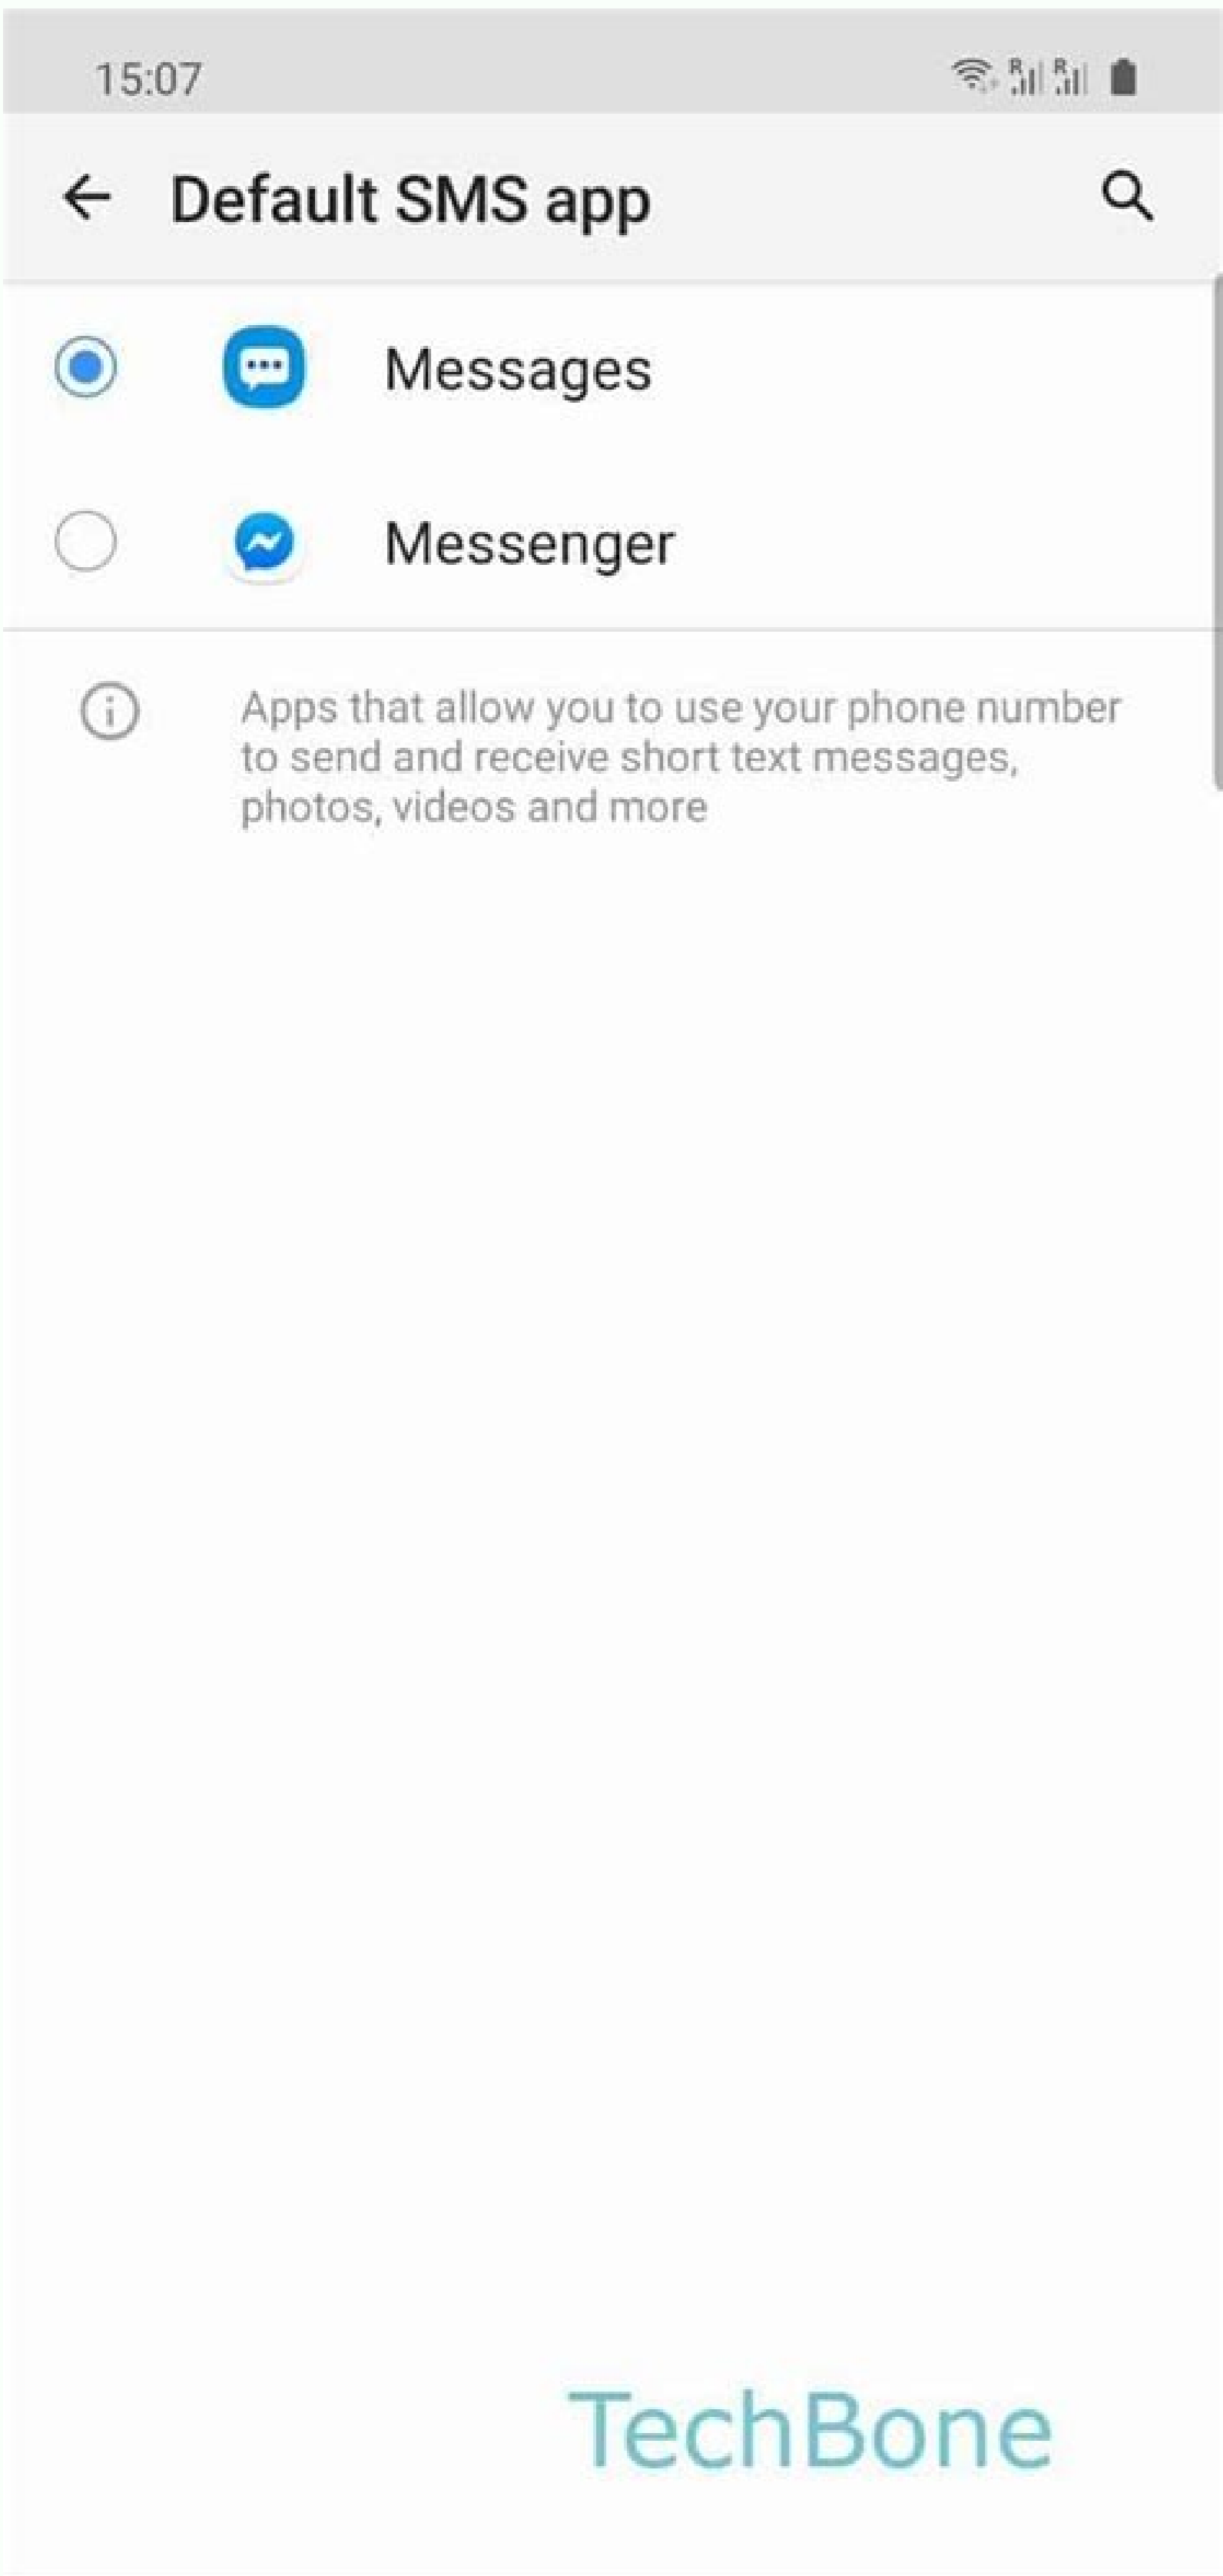 15:07
R R
Default SMS app
Messages
Messenger
Apps that allow you to use your phone number
to send and receive short text messages,
photos, videos and more
TechBone